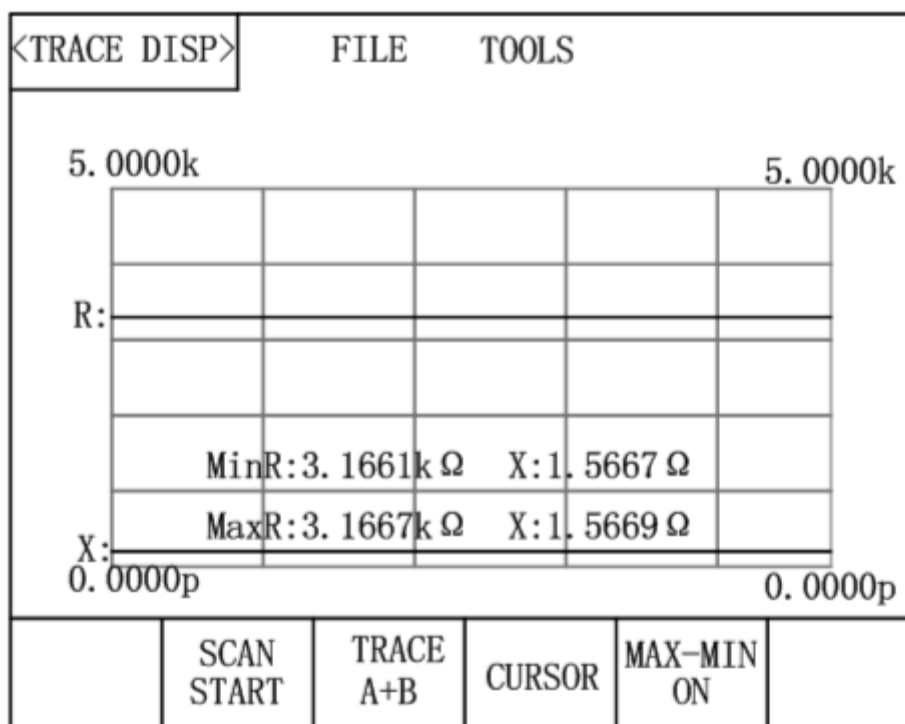 <TRACE DISP> FILE TOOLS
5.0000k 5.0000k
R:
MinR:3.1661kΩ X:1.5667Ω
MaxR:3.1667kΩ X:1.5669Ω
X:
0.0000p 0.0000p
SCAN START
TRACE A+B
CURSOR
MAX-MIN ON